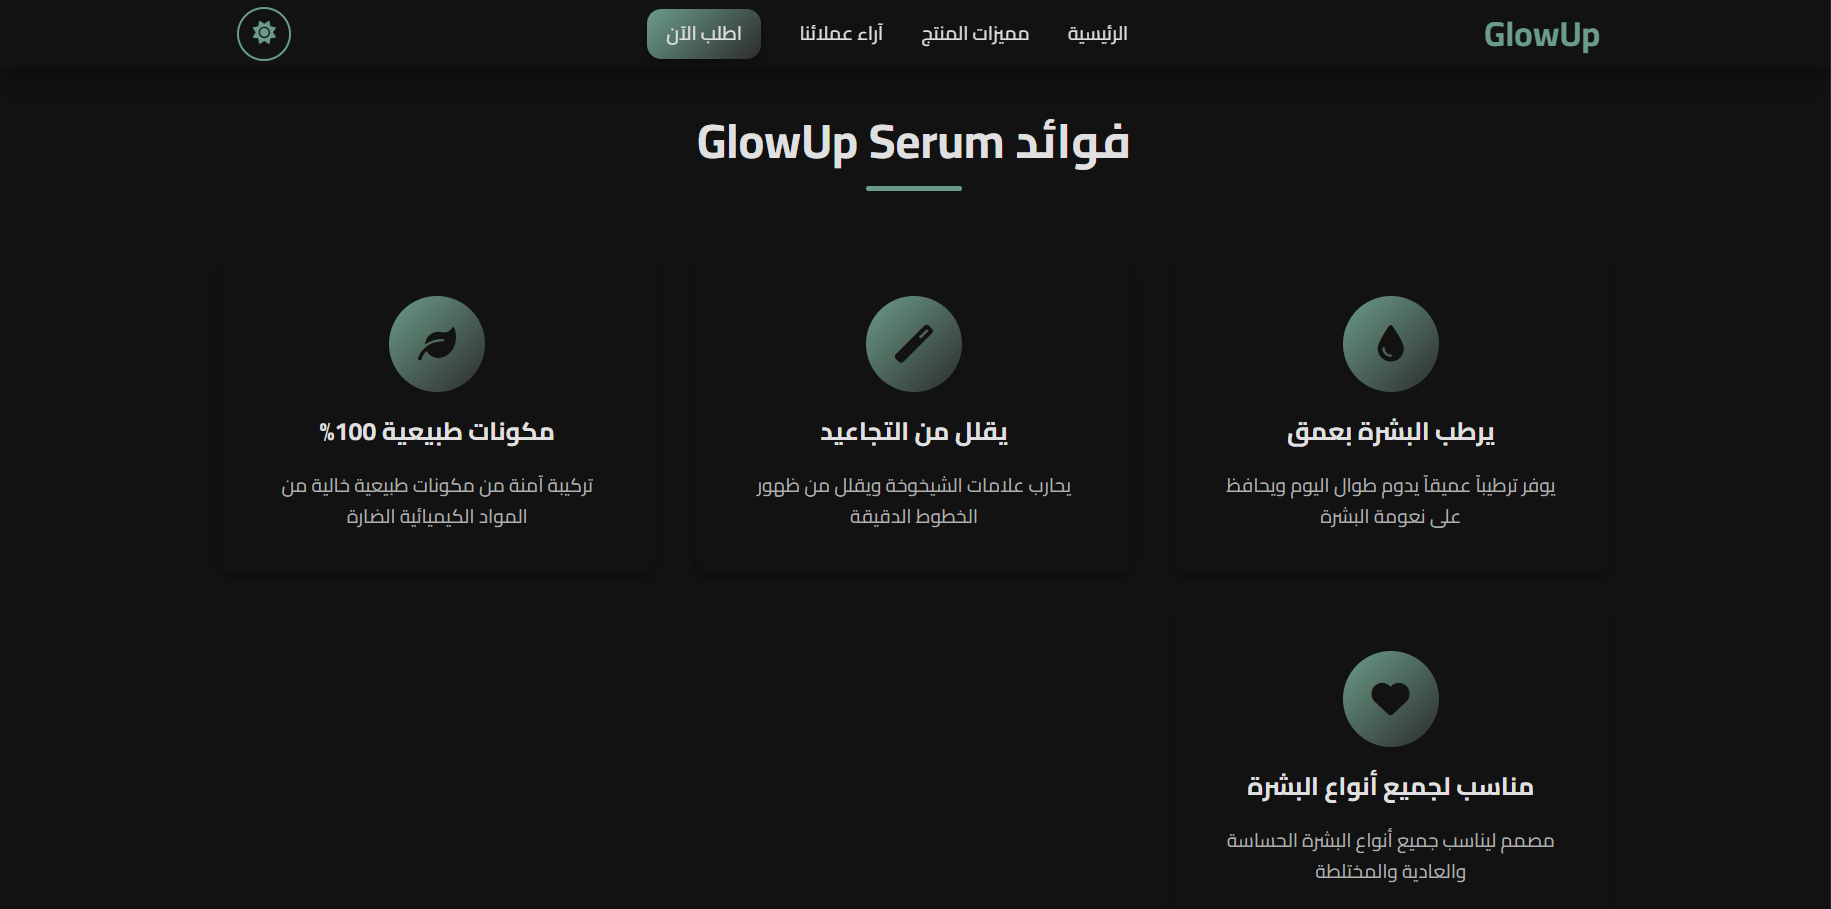 GlowUp
الرئيسية
مميزات المنتج
آراء عملائنا
اطلب الآن
فوائد GlowUp Serum
يرطب البشرة بعمق
يوفر ترطيباً عميقاً يدوم طوال اليوم ويحافظ
على نعومة البشرة
يقلل من التجاعيد
يحارب علامات الشيخوخة ويقلل من ظهور
الخطوط الدقيقة
مكونات طبيعية 100%
تركيبة آمنة من مكونات طبيعية خالية من
المواد الكيميائية الضارة
مناسب لجميع أنواع البشرة
مصمم ليناسب جميع أنواع البشرة الحساسة
والعادية والمختلطة